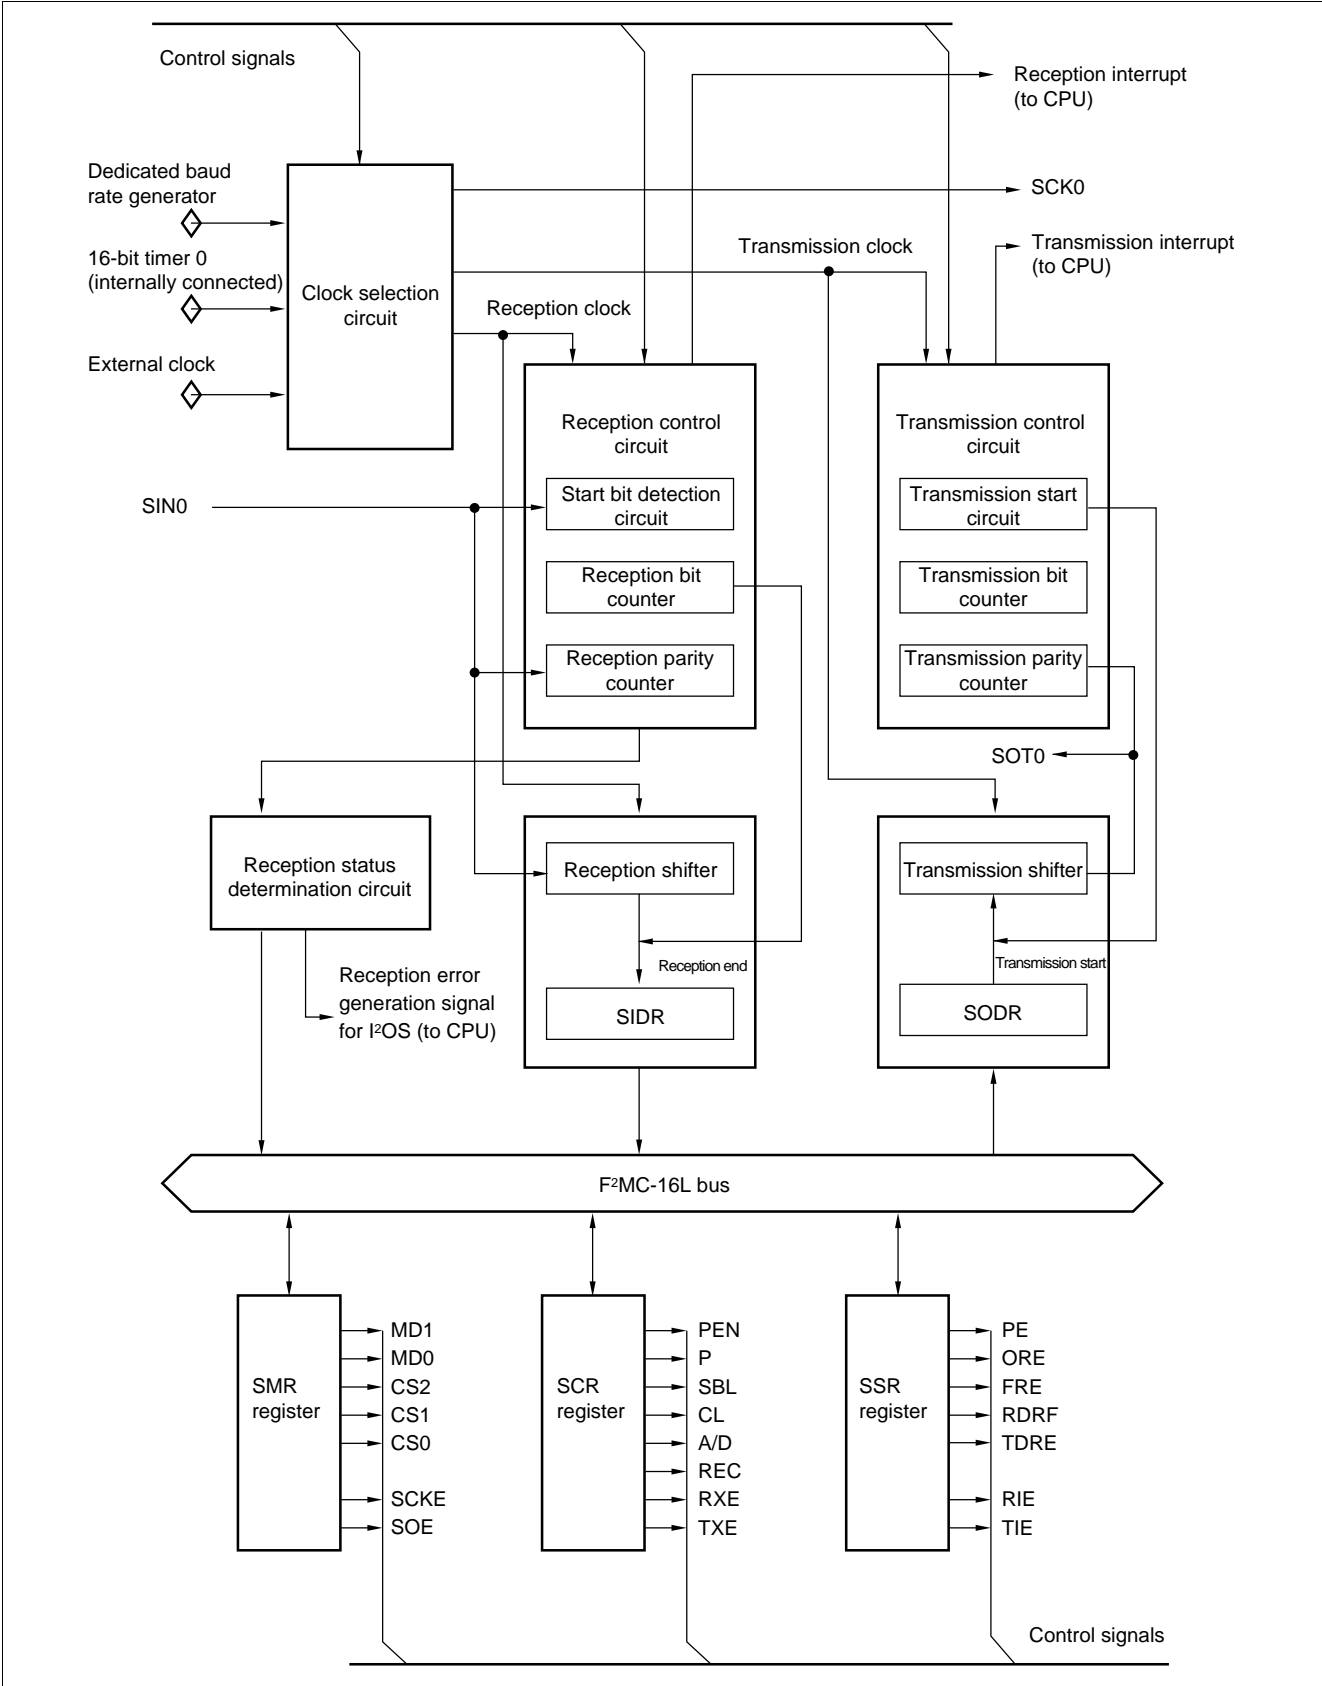 Control signals
Reception interrupt
(to CPU)
Dedicated baud
rate generator
SCK0
Transmission clock
Transmission interrupt
(to CPU)
16-bit timer 0
(internally connected)
Clock selection
circuit
Reception clock
External clock
Reception control
circuit
Transmission control
circuit
SIN0
Start bit detection
circuit
Transmission start
circuit
Reception bit
counter
Transmission bit
counter
Reception parity
counter
Transmission parity
counter
SOT0
Reception status
determination circuit
Reception shifter
Transmission shifter
Reception end
Transmission start
Reception error
generation signal
for I²OS (to CPU)
SIDR
SODR
F²MC-16L bus
SMR
register
MD1
MD0
CS2
CS1
CS0
SCKE
SOE
SCR
register
PEN
P
SBL
CL
A/D
REC
RXE
TXE
SSR
register
PE
ORE
FRE
RDRF
TDRE
RIE
TIE
Control signals